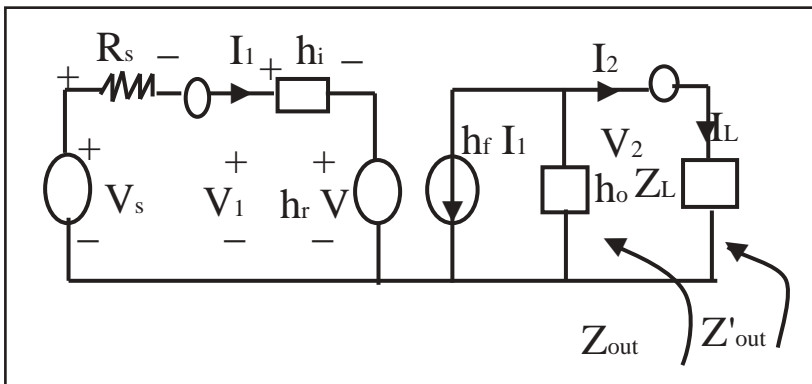 Rs I1 hi I2
+ − + −
+ hf I1 V2 IL
Vs + V1 + hr V ho ZL
− − −
Zout Z'out